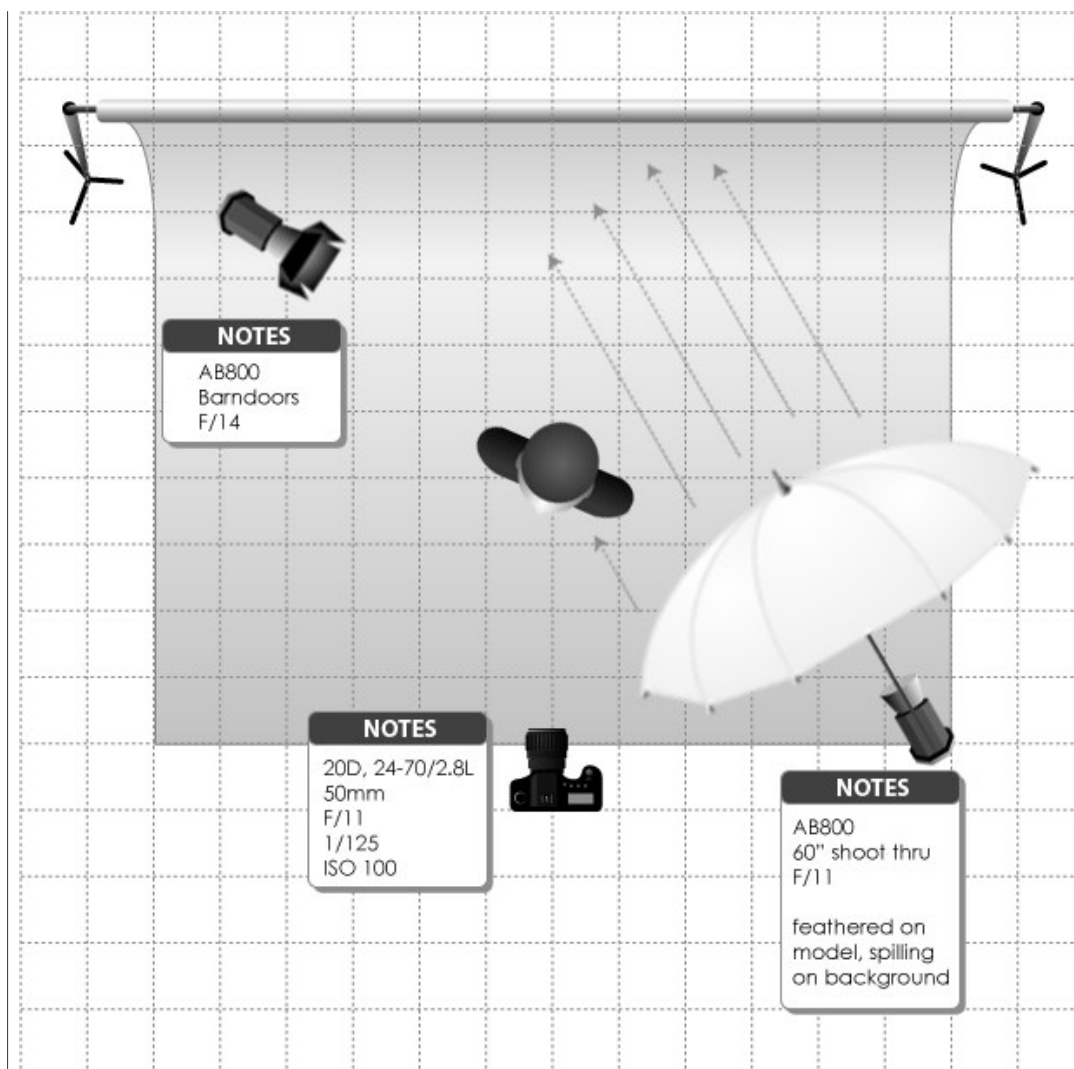 NOTES
AB800
Barndoors
F/14
NOTES
20D, 24-70/2.8L
50mm
F/11
1/125
ISO 100
NOTES
AB800
60" shoot thru
F/11
feathered on
model, spilling
on background